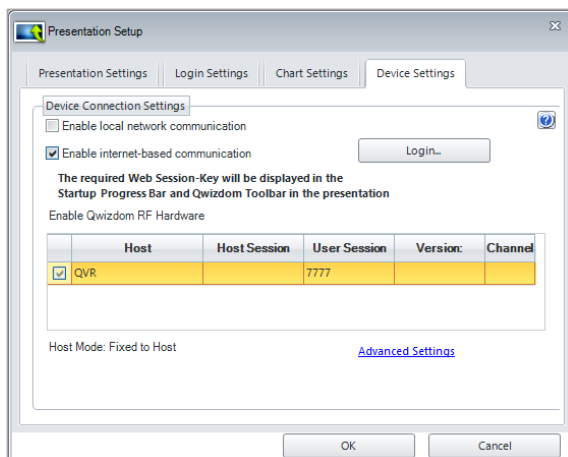 Presentation Setup
Presentation Settings
Login Settings
Chart Settings
Device Settings
Device Connection Settings
Enable local network communication
Enable internet-based communication
Login...
The required Web Session-Key will be displayed in the
Startup Progress Bar and Qwizdom Toolbar in the presentation
Enable Qwizdom RF Hardware
Host Host Session User Session Version: Channel
QVR 7777
Host Mode: Fixed to Host
Advanced Settings
OK
Cancel